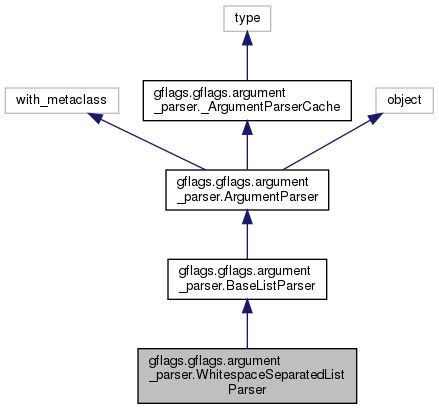 type
gflags.gflags.argument
_parser._ArgumentParserCache
with_metaclass
object
gflags.gflags.argument
_parser.ArgumentParser
gflags.gflags.argument
_parser.BaseListParser
gflags.gflags.argument
_parser.WhitespaceSeparatedList
Parser